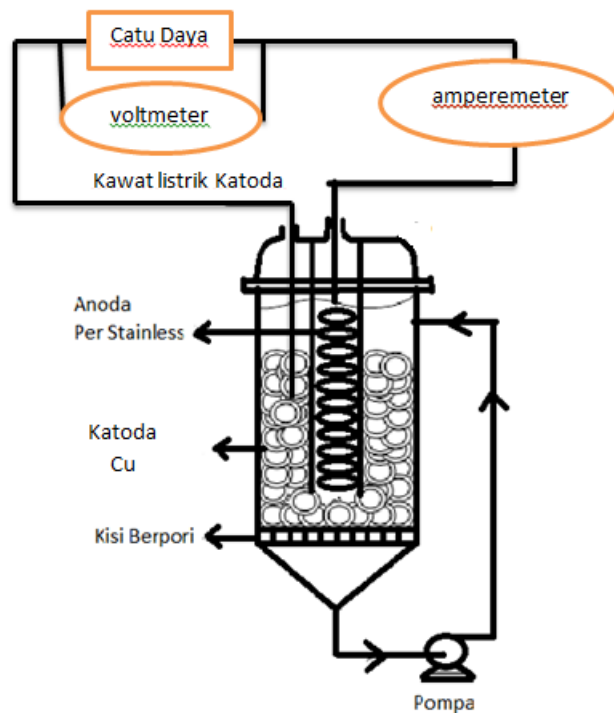 Catu Daya
voltmeter
amperemeter
Kawat listrik Katoda
Anoda
Per Stainless
Katoda
Cu
Kisi Berpori
Pompa